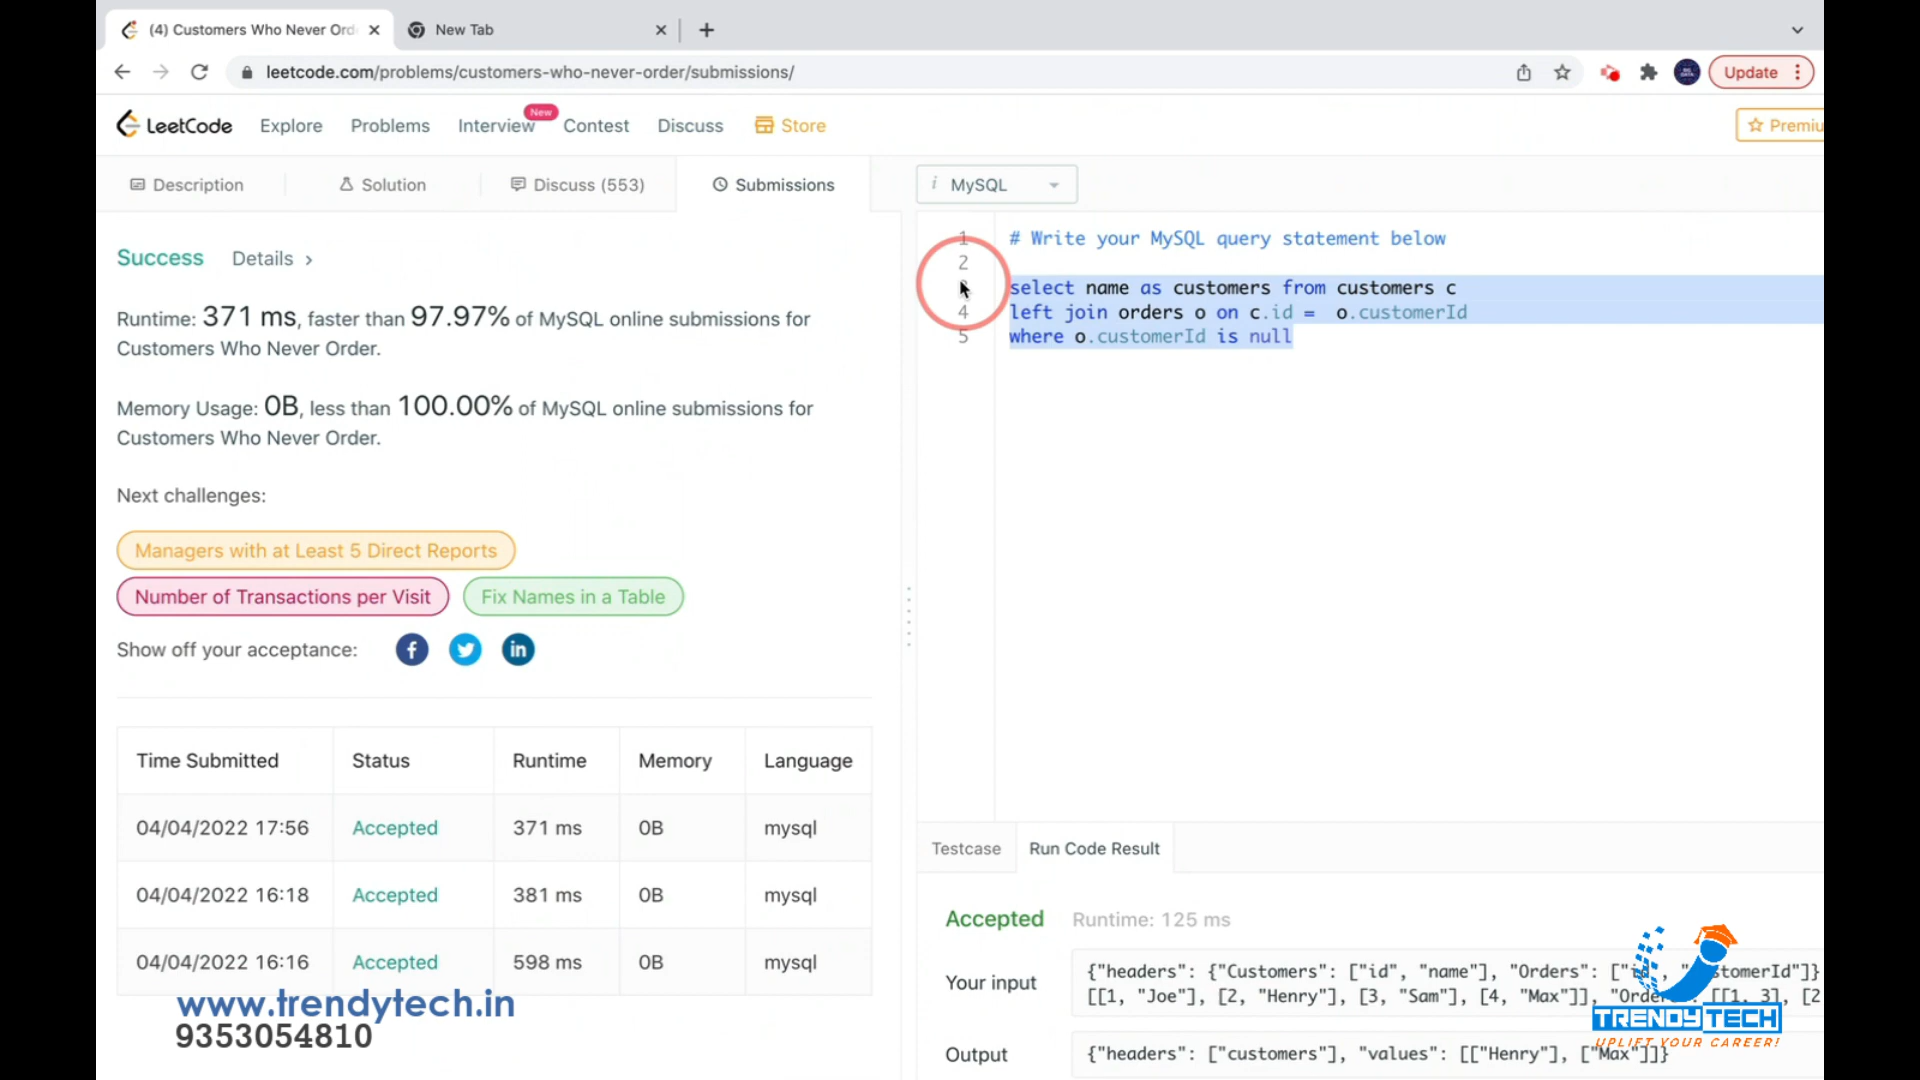 (4) Customers Who Never Ord
New Tab
leetcode.com/problems/customers-who-never-order/submissions/
Update
LeetCode
Explore
Problems
Interview
New
Contest
Discuss
Store
Premiu
Description
Solution
Discuss (553)
Submissions
i MySQL
Success
Details
Runtime: 371 ms, faster than 97.97% of MySQL online submissions for
Customers Who Never Order.
Memory Usage: 0B, less than 100.00% of MySQL online submissions for
Customers Who Never Order.
Next challenges:
Managers with at Least 5 Direct Reports
Number of Transactions per Visit
Fix Names in a Table
Show off your acceptance:
Time Submitted Status Runtime Memory Language
04/04/2022 17:56 Accepted 371 ms 0B mysql
04/04/2022 16:18 Accepted 381 ms 0B mysql
04/04/2022 16:16 Accepted 598 ms 0B mysql
www.trendytech.in
9353054810
1 # Write your MySQL query statement below
2
select name as customers from customers c
4 left join orders o on c.id = o.customerId
5 where o.customerId is null
Testcase
Run Code Result
Accepted
Runtime: 125 ms
Your input
{"headers": {"Customers": ["id", "name"], "Orders": ["id", "stomerId"]}
[[1, "Joe"], [2, "Henry"], [3, "Sam"], [4, "Max"]], "Order [[1, 3], [2
Output
{"headers": ["customers"], "values": [["Henry"], ["Max"]]}
TRENDYTECH
UPLIFT YOUR CAREER!